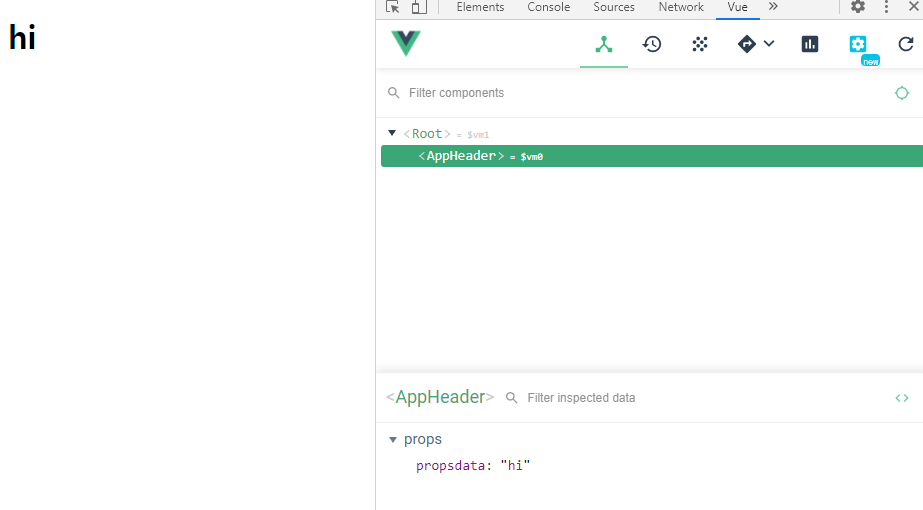 hi
Elements Console Sources Network Vue »
new
Filter components
<Root> = $vm1
<AppHeader> = $vm0
<AppHeader> Filter inspected data <>
props
propsdata: "hi"